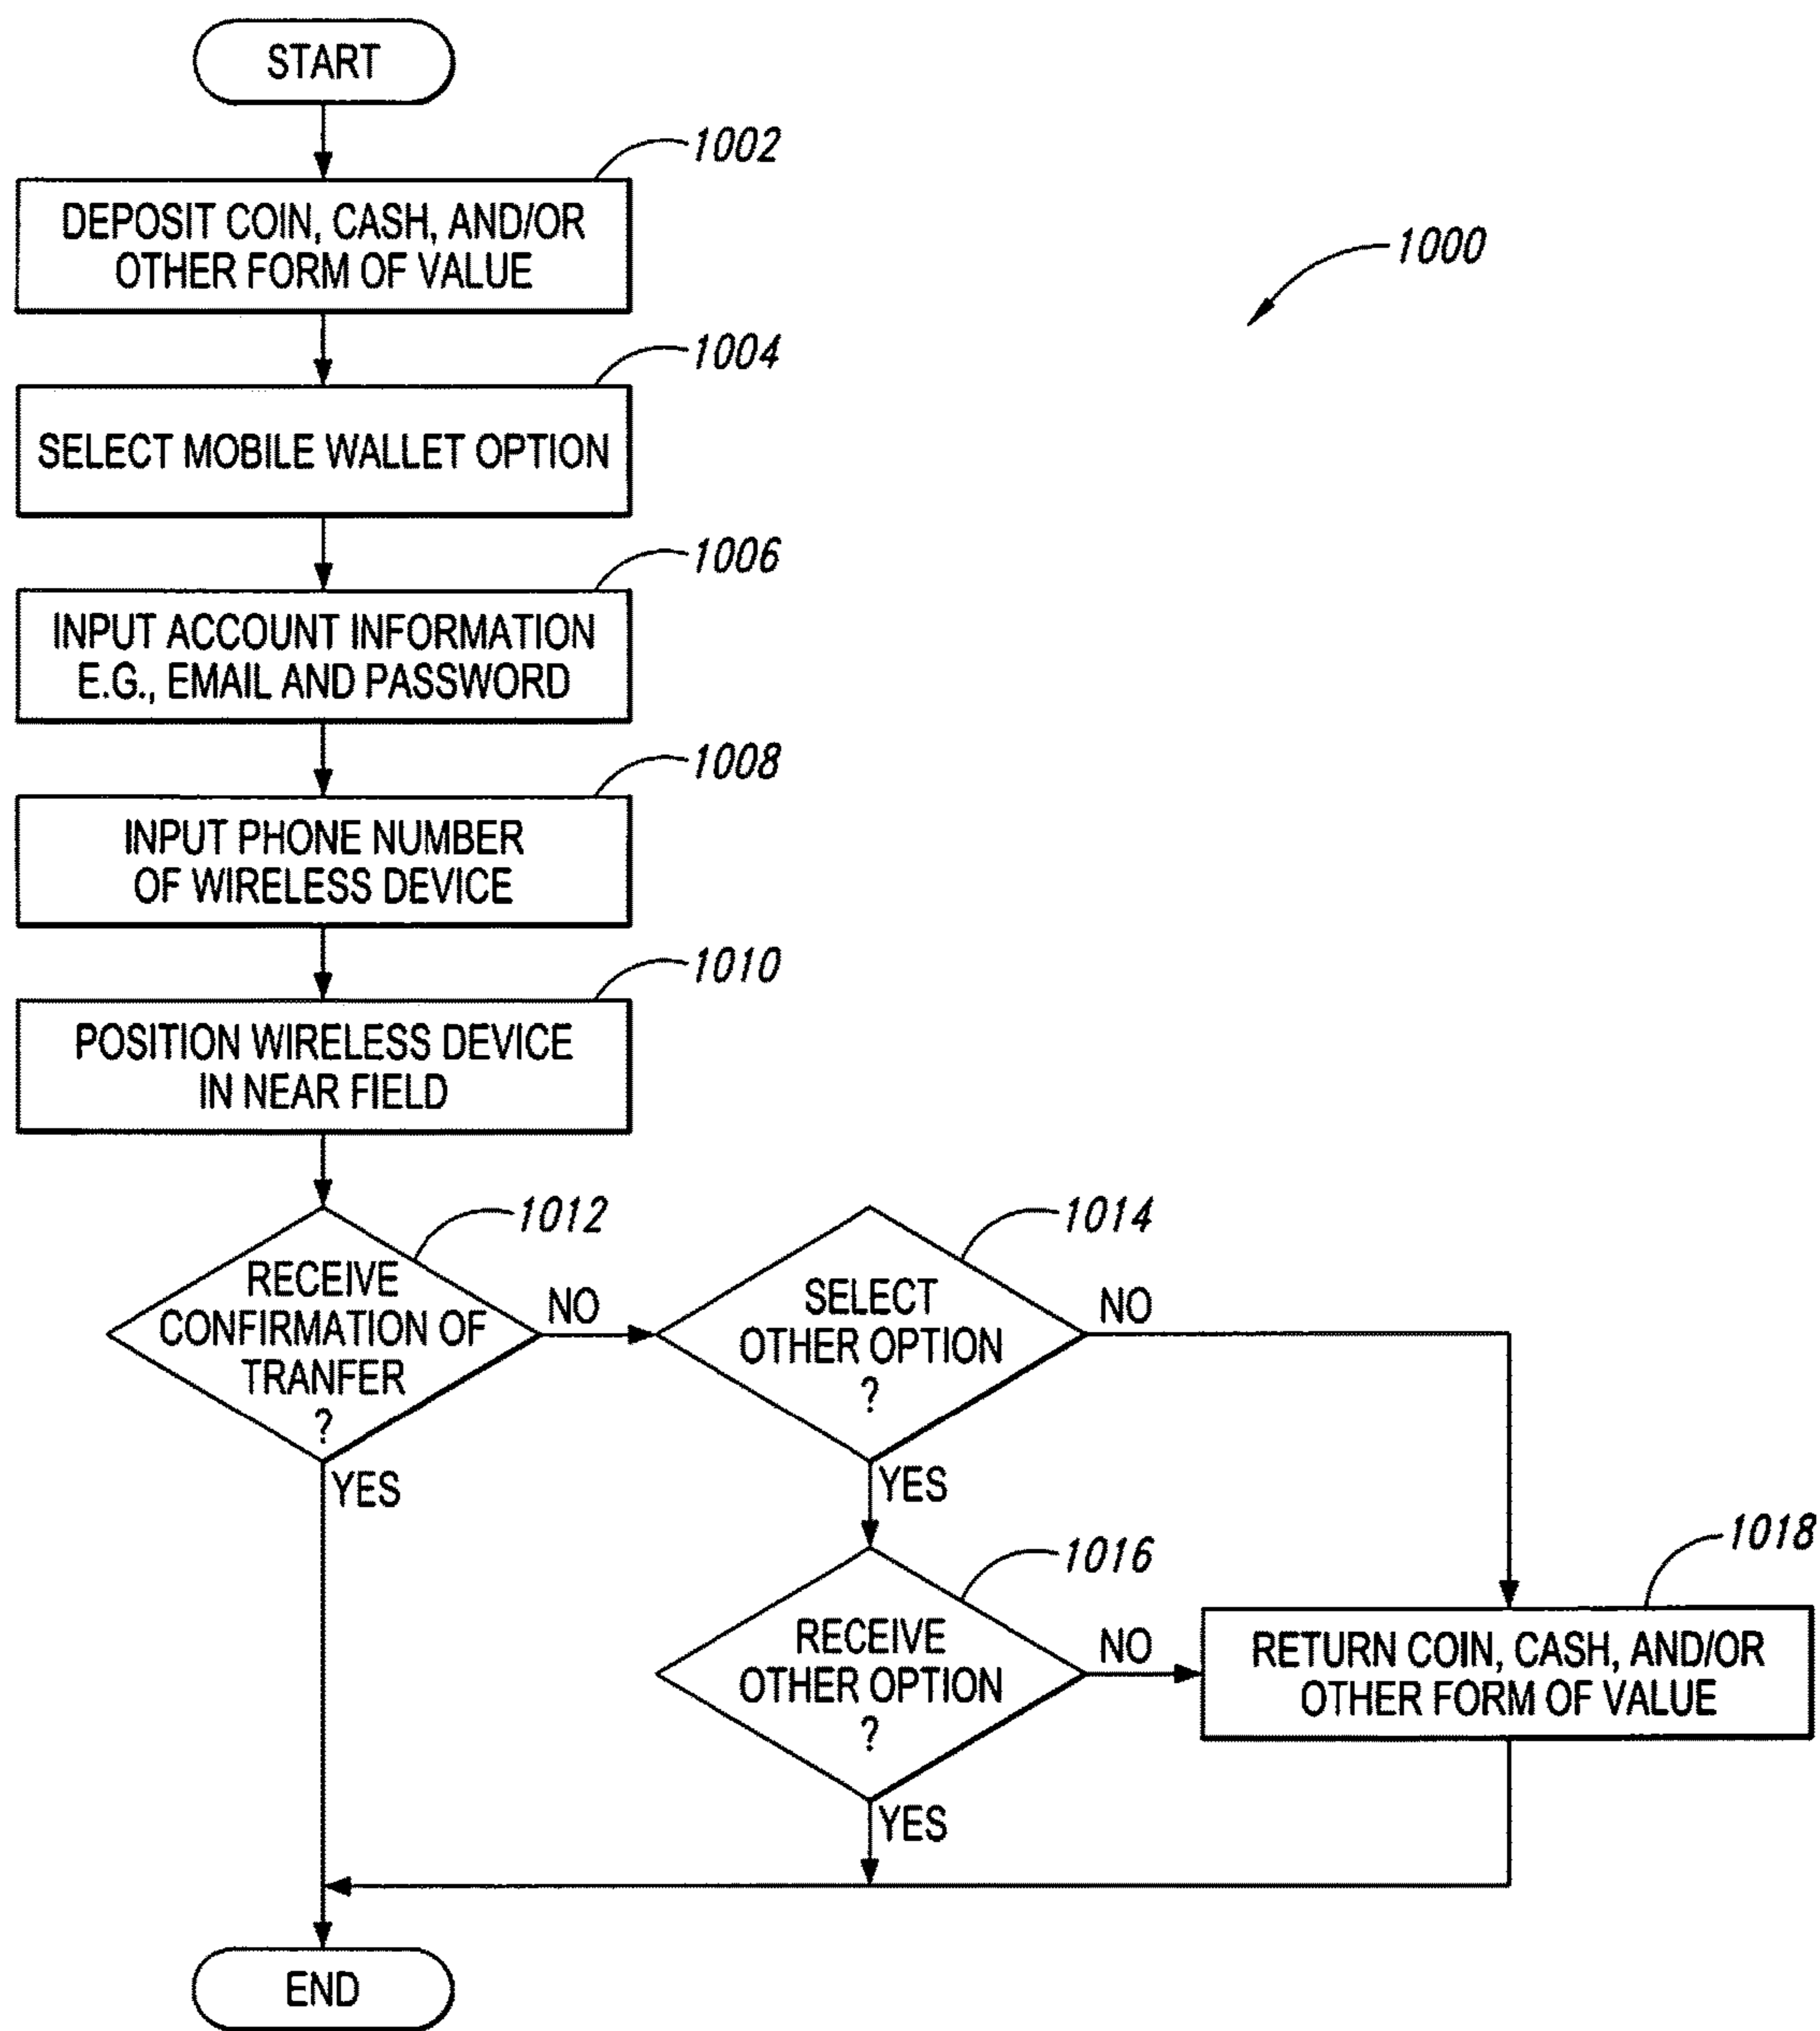 START
1002
DEPOSIT COIN, CASH, AND/OR
OTHER FORM OF VALUE
1000
1004
SELECT MOBILE WALLET OPTION
1006
INPUT ACCOUNT INFORMATION
E.G., EMAIL AND PASSWORD
1008
INPUT PHONE NUMBER
OF WIRELESS DEVICE
1010
POSITION WIRELESS DEVICE
IN NEAR FIELD
1012
RECEIVE
CONFIRMATION OF
TRANFER
?
NO
YES
1014
SELECT
OTHER OPTION
?
NO
YES
1016
RECEIVE
OTHER OPTION
?
NO
YES
1018
RETURN COIN, CASH, AND/OR
OTHER FORM OF VALUE
END